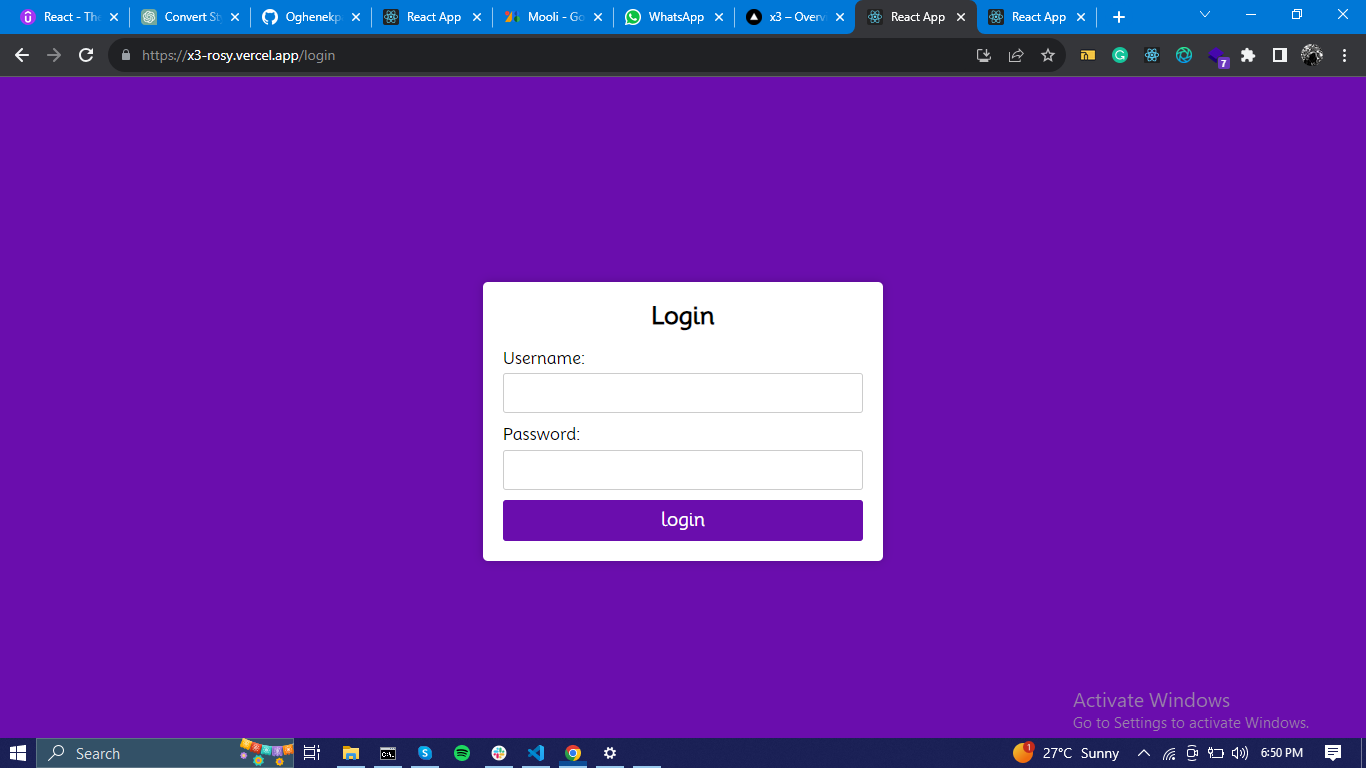 React - The
Convert St
Oghenekp
React App
Mooli - Go
WhatsApp
x3 – Overv
React App
React App
https://x3-rosy.vercel.app/login
7
Login
Username:
Password:
login
Activate Windows
Go to Settings to activate Windows.
Search
1
27°C Sunny
6:50 PM